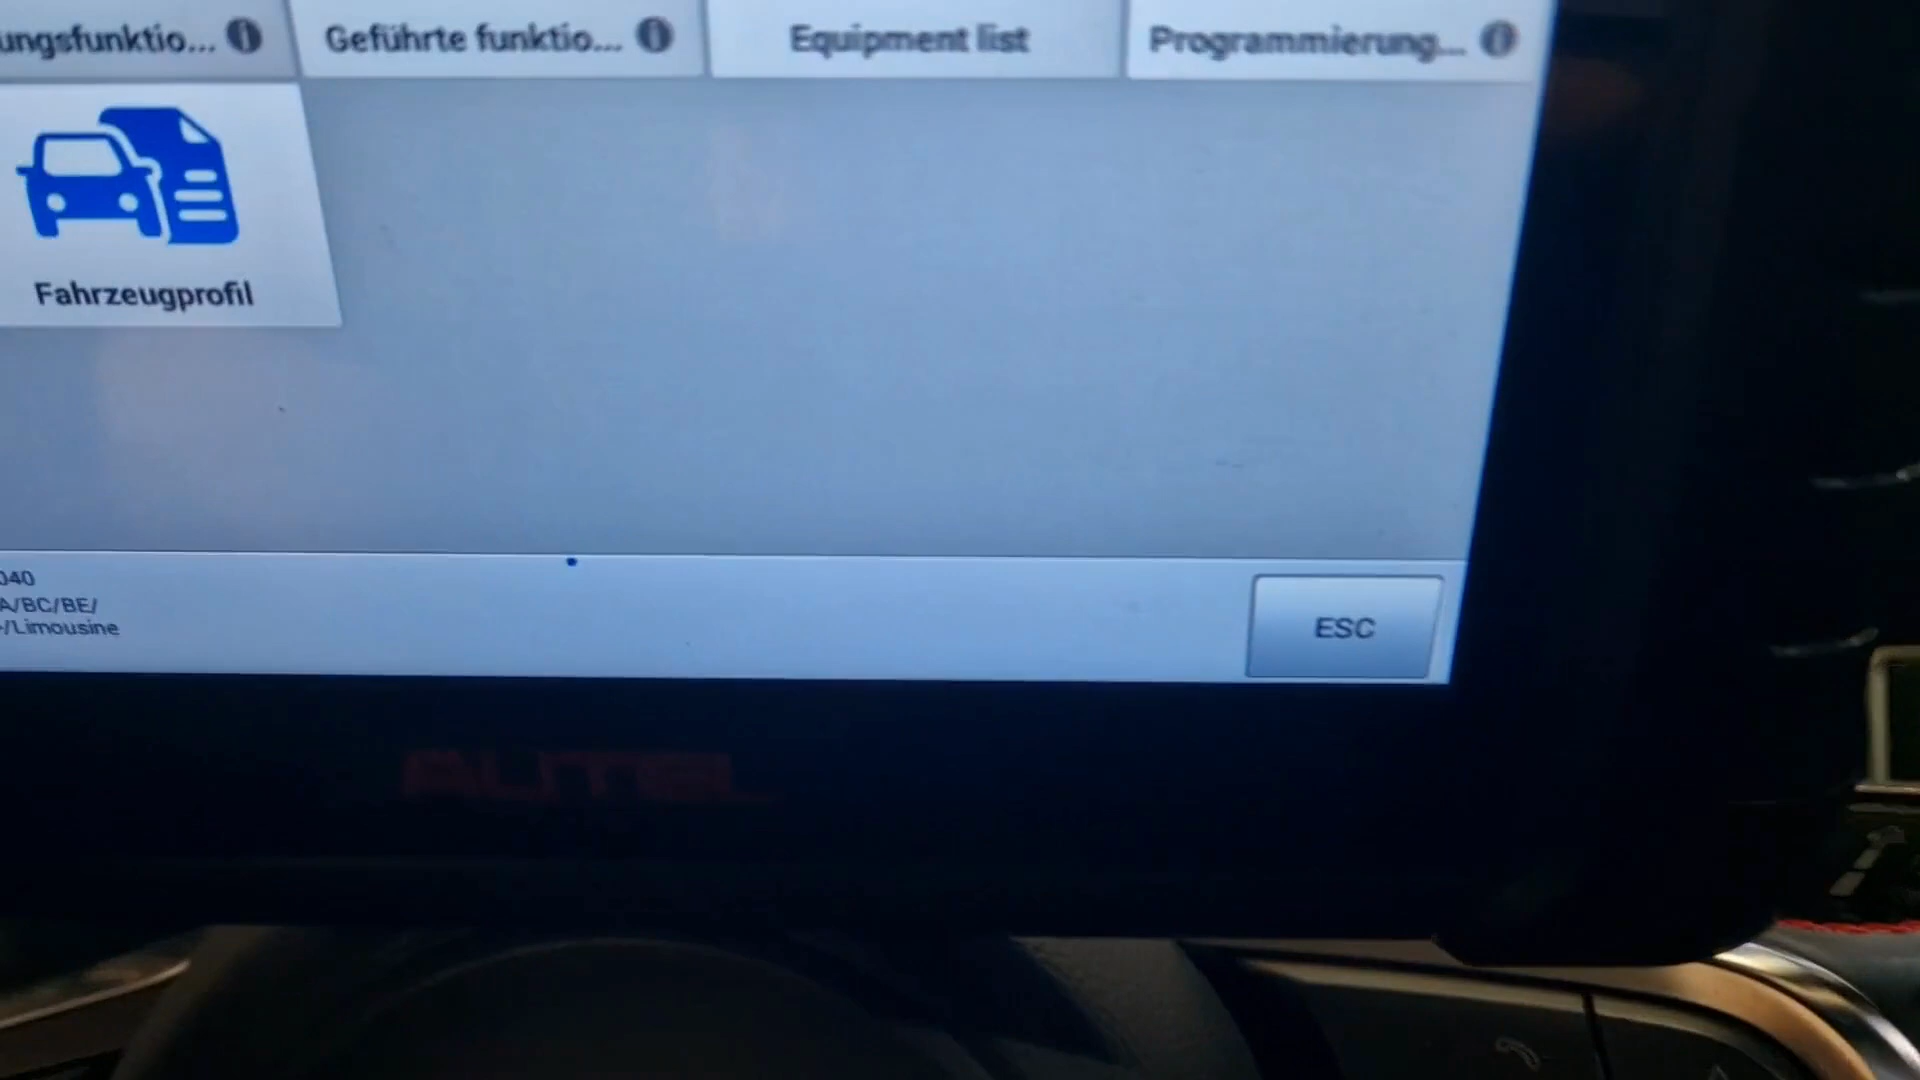 ungsfunktio...
Geführte funktio...
Equipment list
Programmierung...
Fahrzeugprofil
040
A/BC/BE/
/Limousine
ESC
AUTEL